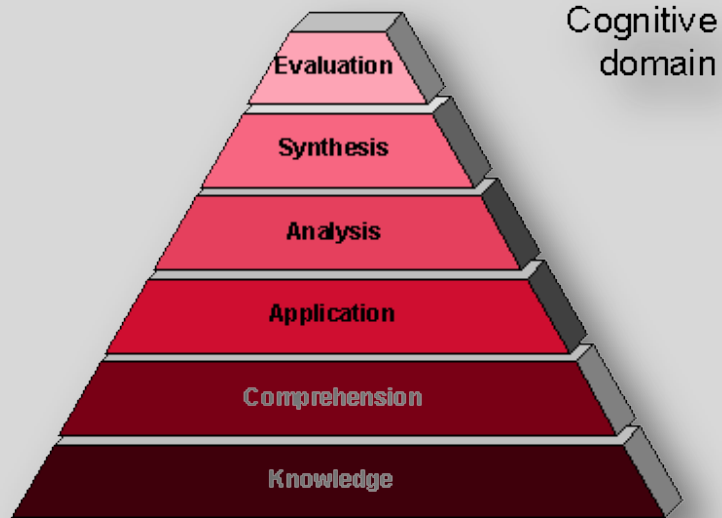 Cognitive
domain
Evaluation
Synthesis
Analysis
Application
Comprehension
Knowledge